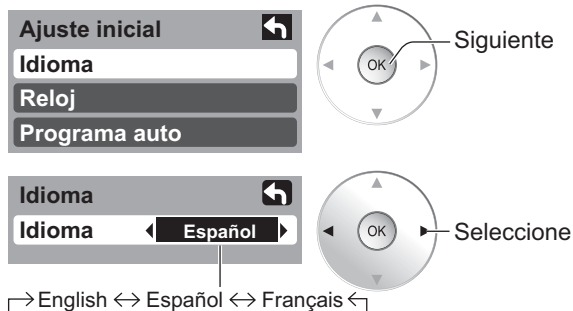 Ajuste inicial
Idioma
Reloj
Programa auto
OK
Siguiente
Idioma
Idioma Español
OK
Seleccione
English ↔ Español ↔ Français